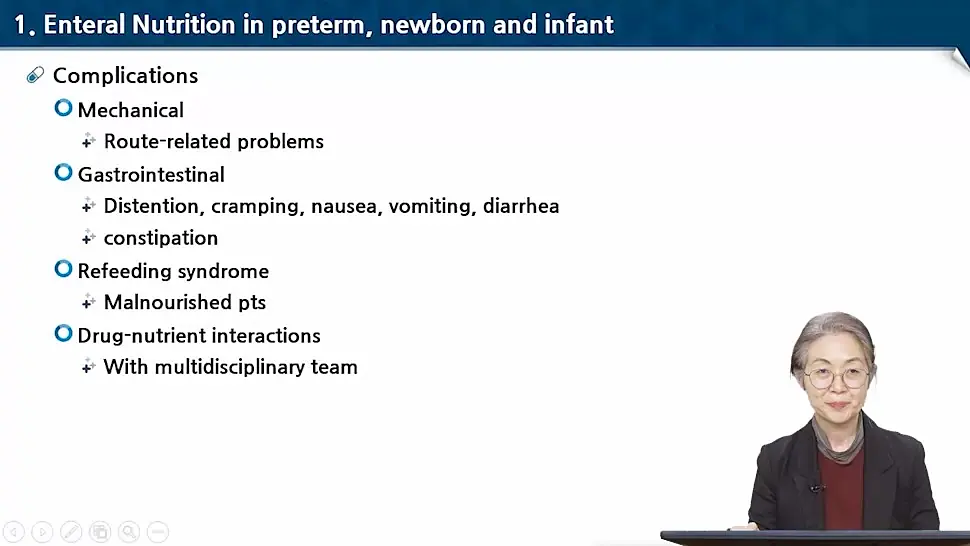 1. Enteral Nutrition in preterm, newborn and infant
Complications
Mechanical
Route-related problems
Gastrointestinal
Distention, cramping, nausea, vomiting, diarrhea
constipation
Refeeding syndrome
Malnourished pts
Drug-nutrient interactions
With multidisciplinary team